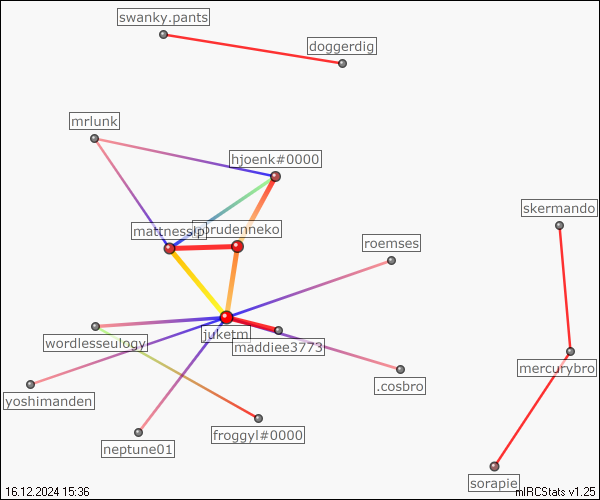 swanky.pants
doggerdig
mrlunk
hjoenk#0000
skermando
mattnesslp
prudenneko
roemses
juketm
wordlesseulogy
maddiee3773
mercurybro
.cosbro
yoshimanden
froggyl#0000
neptune01
sorapie
16.12.2024 15:36
mIRCStats v1.25